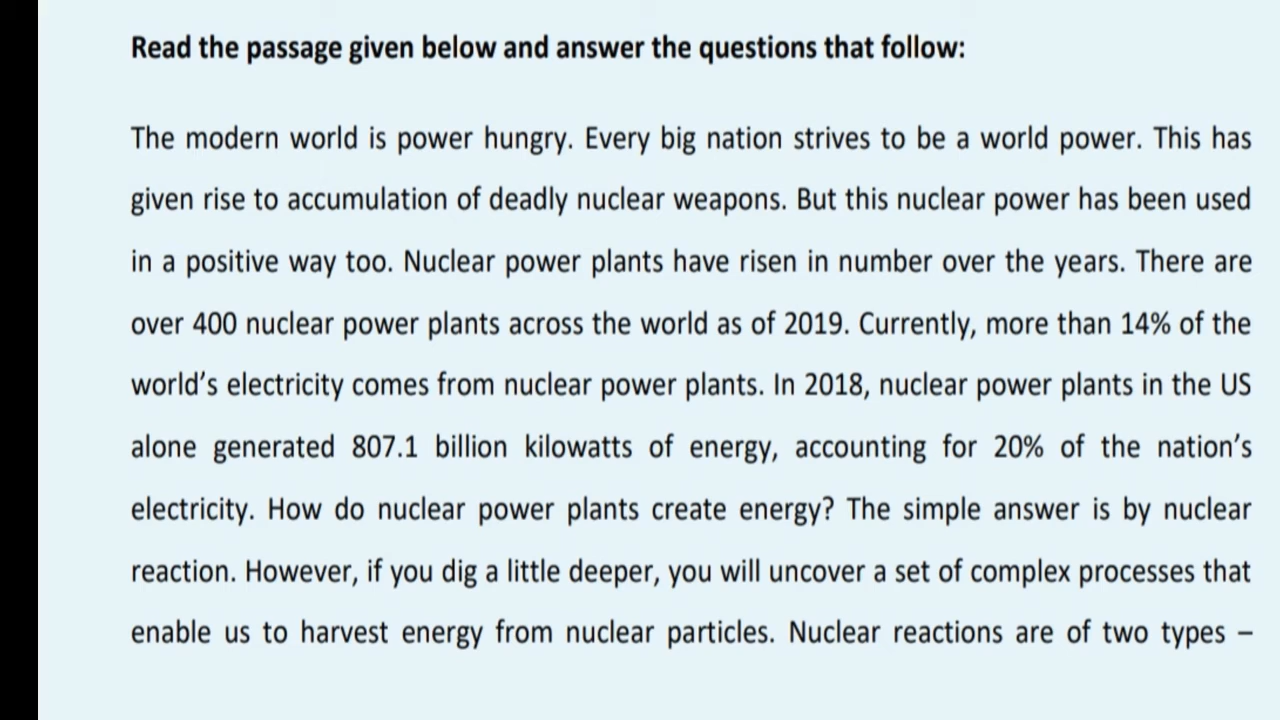 Read the passage given below and answer the questions that follow:
The modern world is power hungry. Every big nation strives to be a world power. This has
given rise to accumulation of deadly nuclear weapons. But this nuclear power has been used
in a positive way too. Nuclear power plants have risen in number over the years. There are
over 400 nuclear power plants across the world as of 2019. Currently, more than 14% of the
world’s electricity comes from nuclear power plants. In 2018, nuclear power plants in the US
alone generated 807.1 billion kilowatts of energy, accounting for 20% of the nation’s
electricity. How do nuclear power plants create energy? The simple answer is by nuclear
reaction. However, if you dig a little deeper, you will uncover a set of complex processes that
enable us to harvest energy from nuclear particles. Nuclear reactions are of two types –